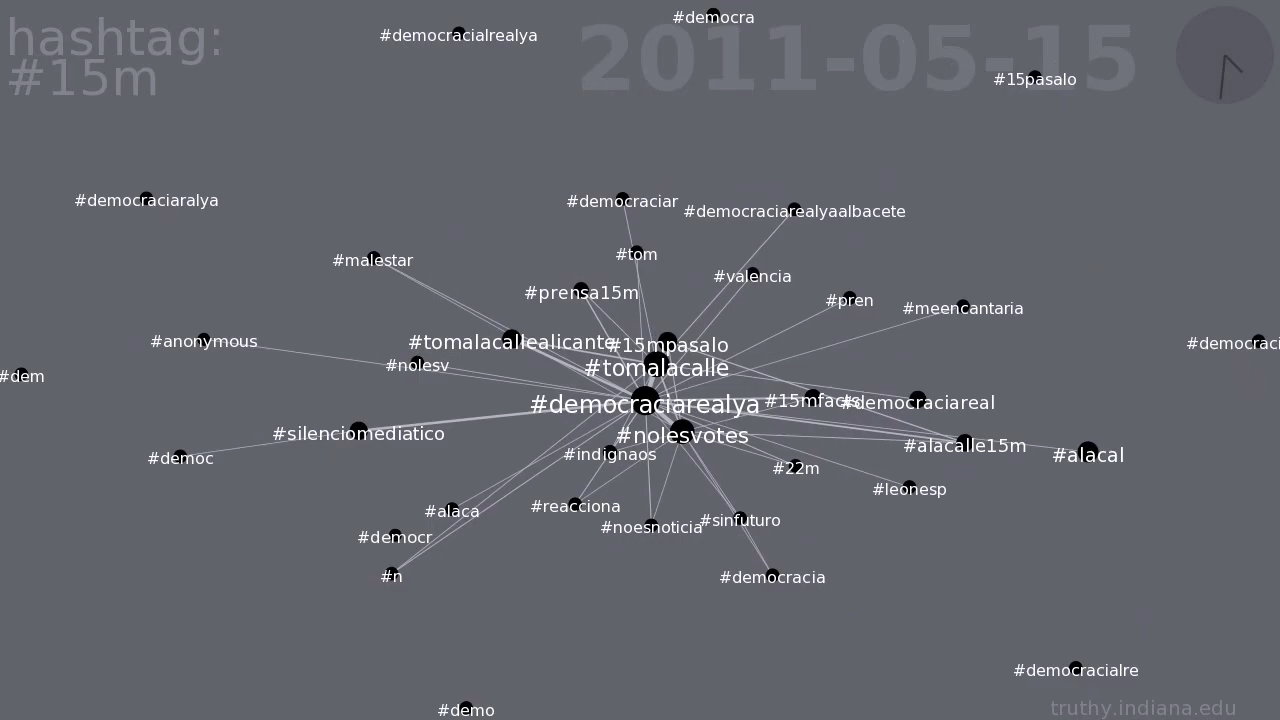 hashtag:
#15m
2011-05-15
#democra
#democracialrealya
#15pasalo
#democraciaralya
#democraciar
#democraciarealyaalbacete
#tom
#malestar
#valencia
#prensa15m
#pren
#meencantaria
#anonymous
#tomalacallealicante
#15mpasalo
#democraci
#nolesv
#tomalacalle
#dem
#democraciarealya
#15mfacts
#democraciareal
#silenciomediatico
#nolesvotes
#alacalle15m
#indignaos
#alacal
#democ
#22m
#leonesp
#alaca
#reacciona
#noesnoticia
#sinfuturo
#democr
#n
#democracia
#democracialre
#demo
truthy.indiana.edu